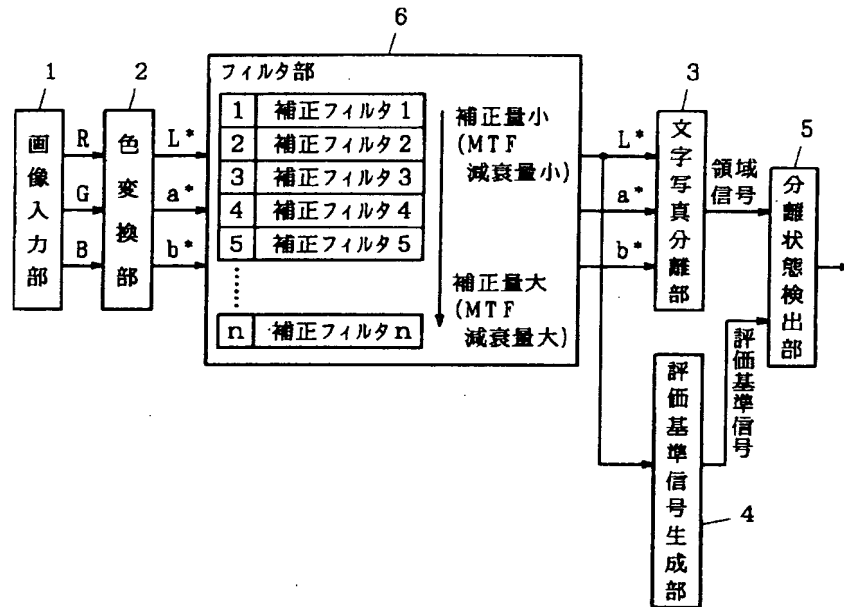 6
フィルタ部
1
2
3
5
画像入力部
R
G
B
色変換部
L*
a*
b*
1 補正フィルタ1
2 補正フィルタ2
3 補正フィルタ3
4 補正フィルタ4
5 補正フィルタ5
n 補正フィルタn
補正量小
(MTF
減衰量小)
補正量大
(MTF
減衰量大)
L*
a*
b*
文字写真分離部
領域
信号
分離状態検出部
評価基準信号
評価基準信号生成部
4